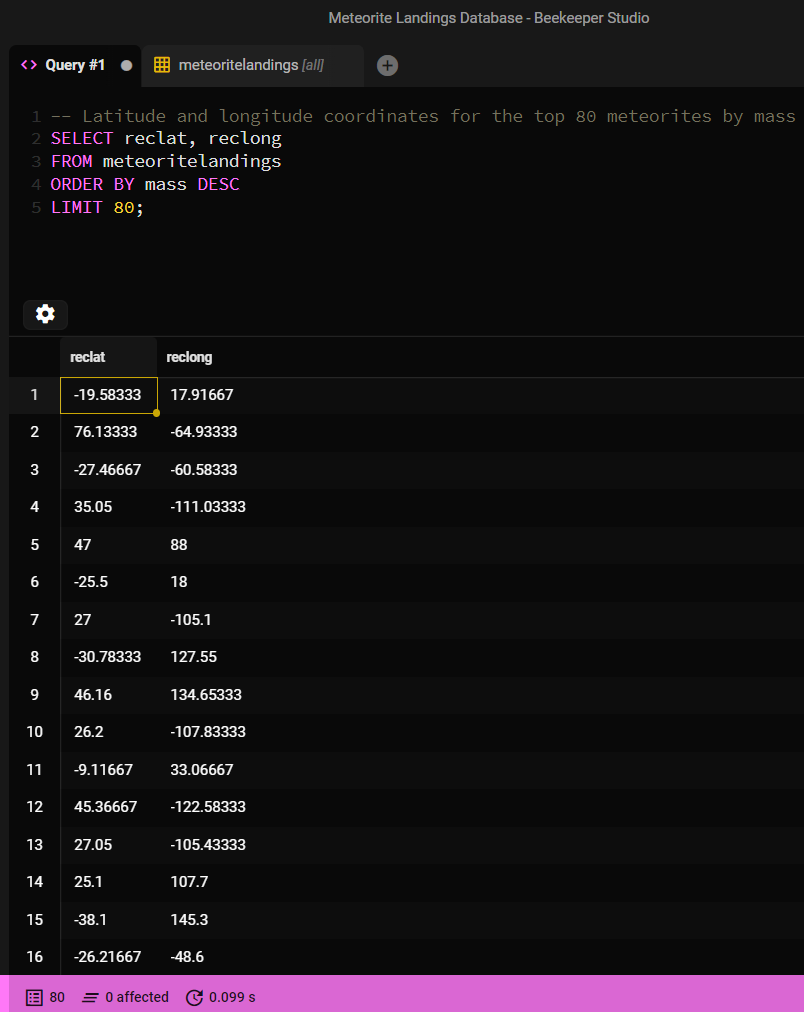 Meteorite Landings Database - Beekeeper Studio
<> Query #1 meteoritelandings [all]
1 -- Latitude and longitude coordinates for the top 80 meteorites by mass
2 SELECT reclat, reclong
3 FROM meteoritelandings
4 ORDER BY mass DESC
5 LIMIT 80;
reclat reclong
1 -19.58333 17.91667
2 76.13333 -64.93333
3 -27.46667 -60.58333
4 35.05 -111.03333
5 47 88
6 -25.5 18
7 27 -105.1
8 -30.78333 127.55
9 46.16 134.65333
10 26.2 -107.83333
11 -9.11667 33.06667
12 45.36667 -122.58333
13 27.05 -105.43333
14 25.1 107.7
15 -38.1 145.3
16 -26.21667 -48.6
80 0 affected 0.099 s